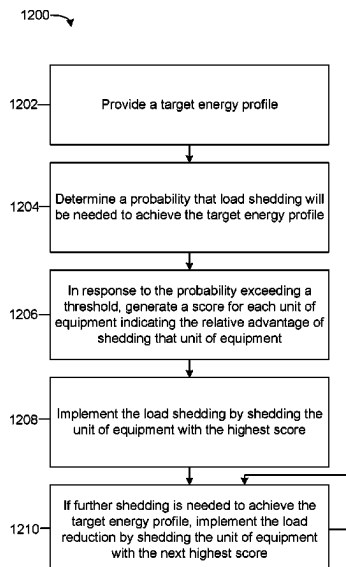 1200
1202
Provide a target energy profile
1204
Determine a probability that load shedding will
be needed to achieve the target energy profile
1206
In response to the probability exceeding a
threshold, generate a score for each unit of
equipment indicating the relative advantage of
shedding that unit of equipment
1208
Implement the load shedding by shedding the
unit of equipment with the highest score
1210
If further shedding is needed to achieve the
target energy profile, implement the load
reduction by shedding the unit of equipment
with the next highest score